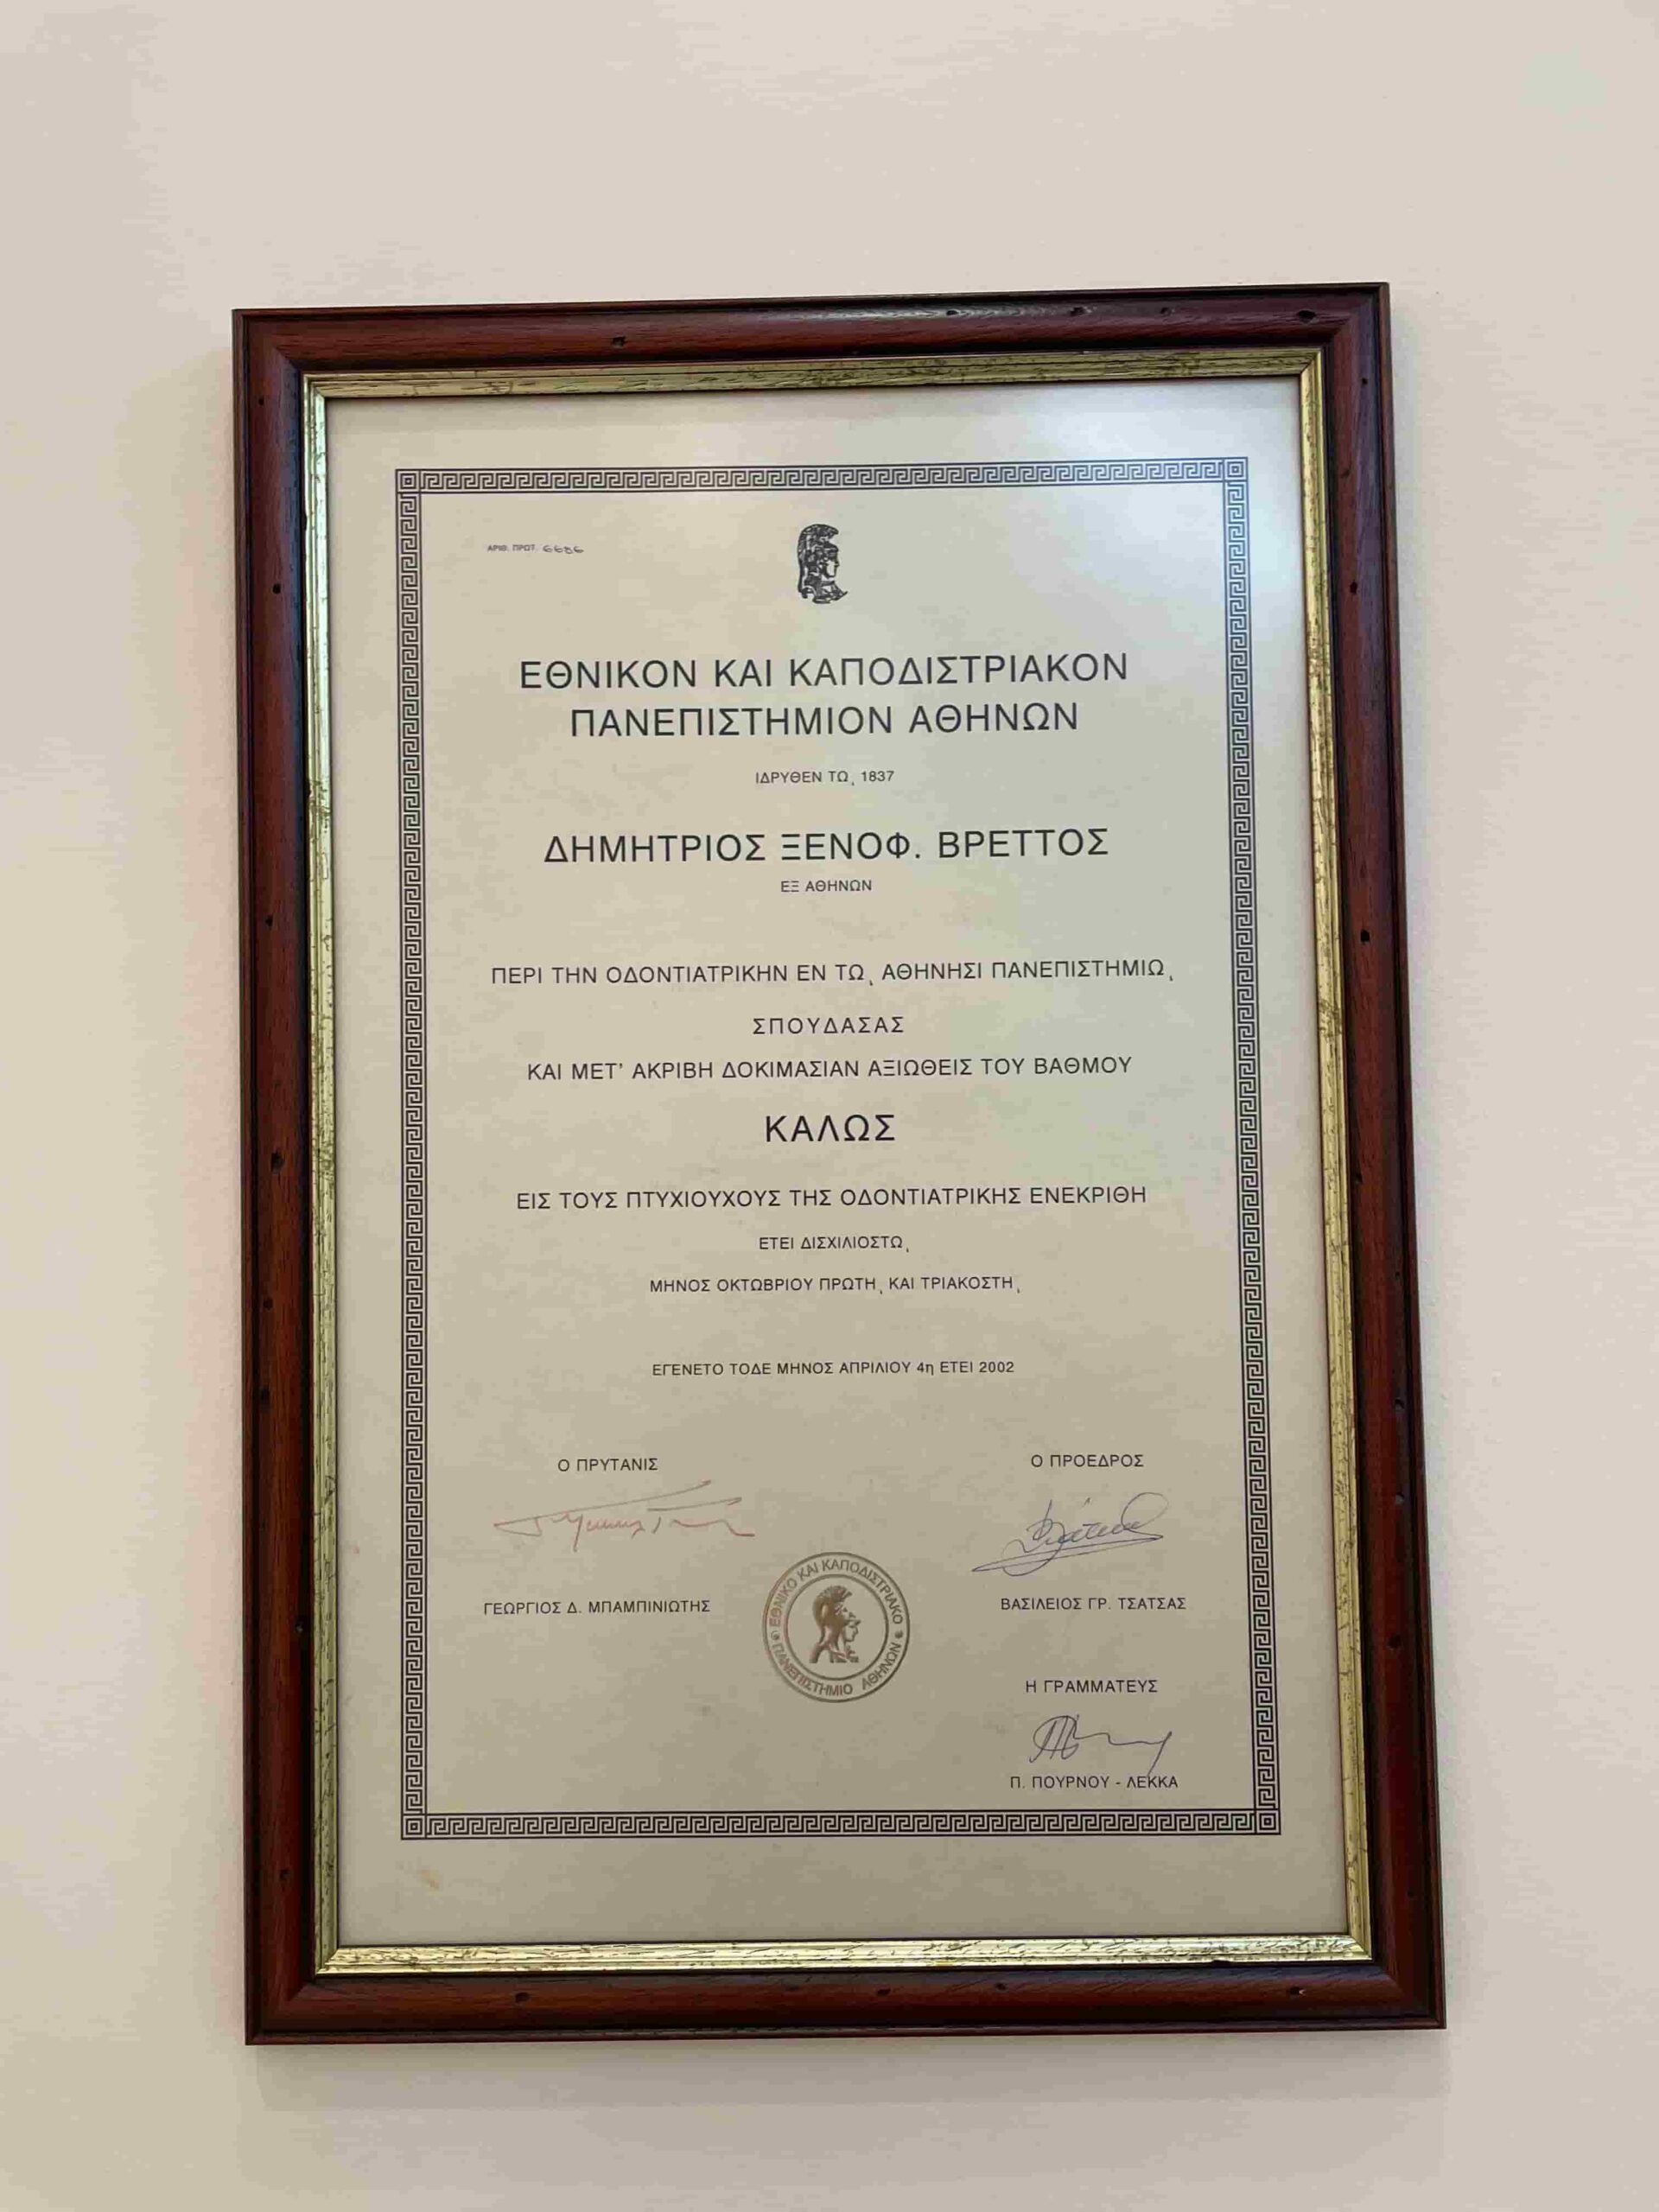 ΑΡΙΘ. ΠΡΩΤ. 6686
ΕΘΝΙΚΟΝ ΚΑΙ ΚΑΠΟΔΙΣΤΡΙΑΚΟΝ
ΠΑΝΕΠΙΣΤΗΜΙΟΝ ΑΘΗΝΩΝ
ΙΔΡΥΘΕΝ ΤΩͺ 1837
ΔΗΜΗΤΡΙΟΣ ΞΕΝΟΦ. ΒΡΕΤΤΟΣ
ΕΞ ΑΘΗΝΩΝ
ΠΕΡΙ ΤΗΝ ΟΔΟΝΤΙΑΤΡΙΚΗΝ ΕΝ ΤΩͺ ΑΘΗΝΗΣΙ ΠΑΝΕΠΙΣΤΗΜΙΩͺ
ΣΠΟΥΔΑΣΑΣ
ΚΑΙ ΜΕΤ' ΑΚΡΙΒΗ ΔΟΚΙΜΑΣΙΑΝ ΑΞΙΩΘΕΙΣ ΤΟΥ ΒΑΘΜΟΥ
ΚΑΛΩΣ
ΕΙΣ ΤΟΥΣ ΠΤΥΧΙΟΥΧΟΥΣ ΤΗΣ ΟΔΟΝΤΙΑΤΡΙΚΗΣ ΕΝΕΚΡΙΘΗ
ΕΤΕΙ ΔΙΣΧΙΛΙΟΣΤΩͺ
ΜΗΝΟΣ ΟΚΤΩΒΡΙΟΥ ΠΡΩΤΗͺ ΚΑΙ ΤΡΙΑΚΟΣΤΗͺ
ΕΓΕΝΕΤΟ ΤΟΔΕ ΜΗΝΟΣ ΑΠΡΙΛΙΟΥ 4η ΕΤΕΙ 2002
Ο ΠΡΥΤΑΝΙΣ
ΓΕΩΡΓΙΟΣ Δ. ΜΠΑΜΠΙΝΙΩΤΗΣ
Ο ΠΡΟΕΔΡΟΣ
ΒΑΣΙΛΕΙΟΣ ΓΡ. ΤΣΑΤΣΑΣ
ΕΘΝΙΚΟ ΚΑΙ ΚΑΠΟΔΙΣΤΡΙΑΚΟ
ΠΑΝΕΠΙΣΤΗΜΙΟ ΑΘΗΝΩΝ
Η ΓΡΑΜΜΑΤΕΥΣ
Π. ΠΟΥΡΝΟΥ - ΛΕΚΚΑ